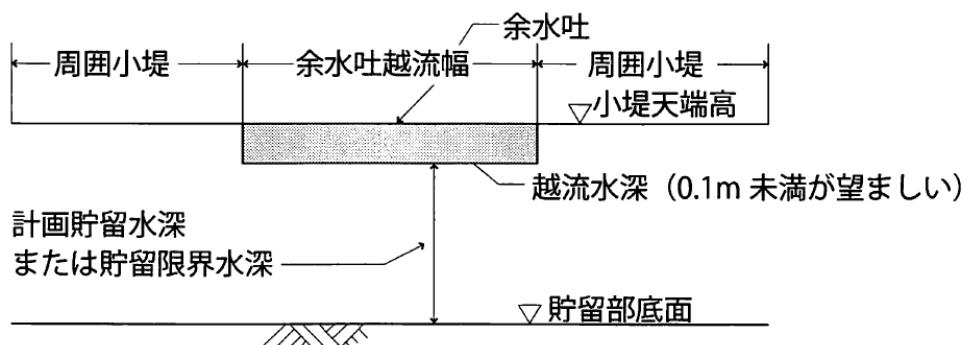 余水吐
周囲小堤
余水吐越流幅
周囲小堤
▽小堤天端高
越流水深（0.1m 未満が望ましい）
計画貯留水深
または貯留限界水深
▽貯留部底面